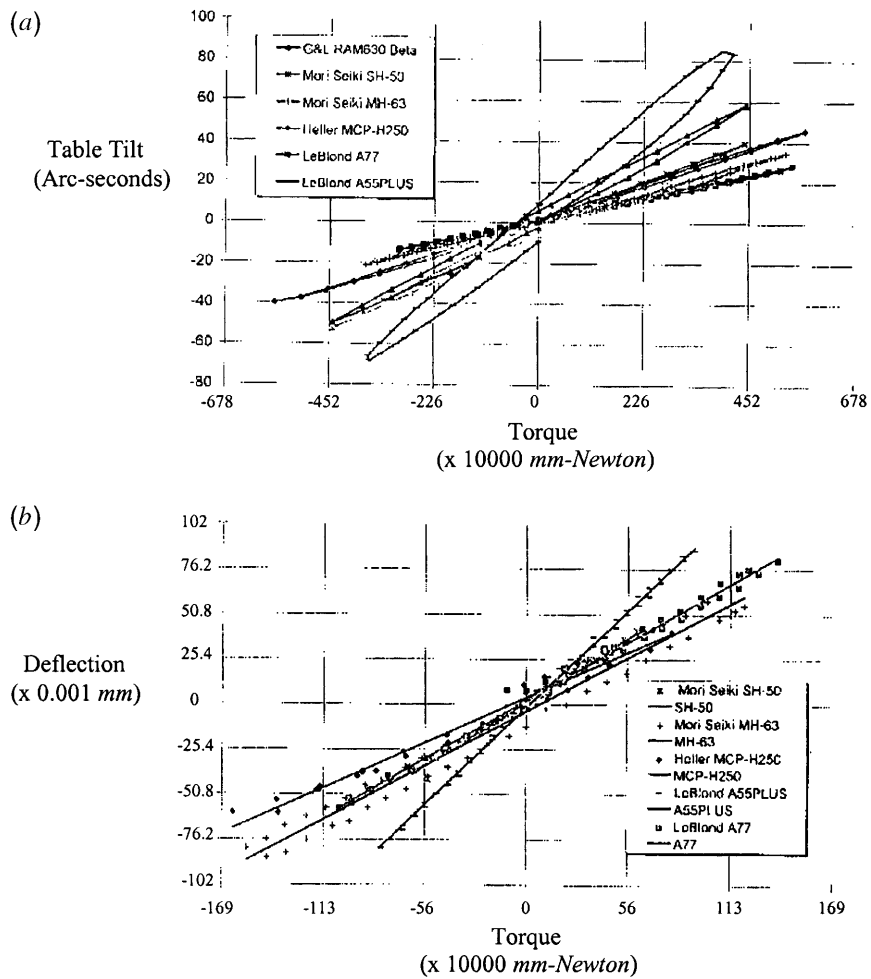 (a)
100
80
60
40
20
0
-20
-40
-60
-80
Table Tilt
(Arc-seconds)
G&L RAM630 Beta
Mori Seiki SH-50
Mori Seiki MH-63
Heller MCP-H250
LeBlond A77
LeBlond A55PLUS
-678 -452 -226 0 226 452 678
Torque
(x 10000 mm-Newton)
(b)
102
76.2
50.8
25.4
0
-25.4
-50.8
-76.2
-102
Deflection
(x 0.001 mm)
Mori Seiki SH-50
SH-50
Mori Seiki MH-63
MH-63
Heller MCP-H250
MCP-H250
LeBlond A55PLUS
A55PLUS
LeBlond A77
A77
-169 -113 -56 0 56 113 169
Torque
(x 10000 mm-Newton)